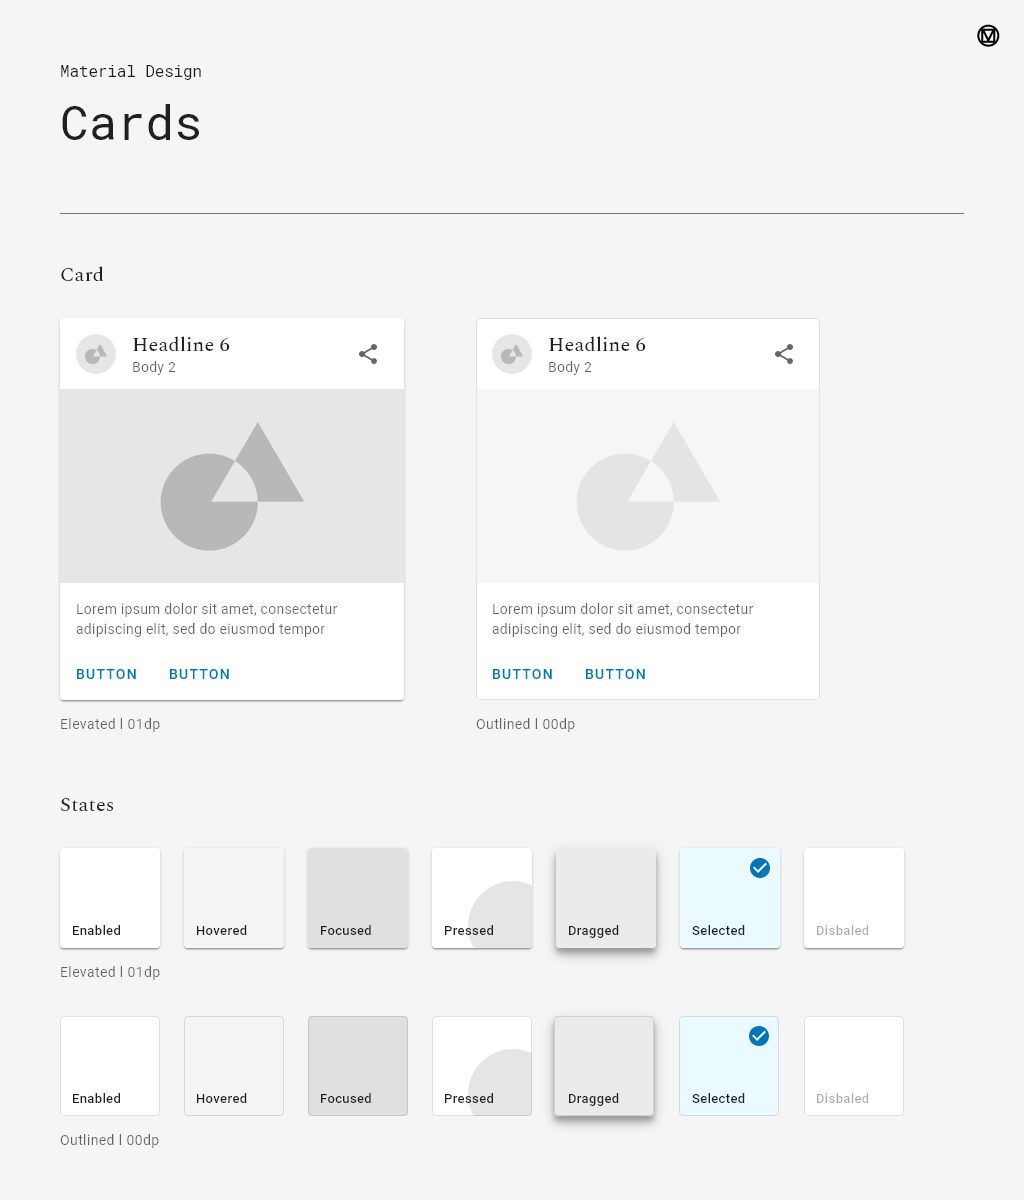 Material Design
Cards
Card
Headline 6
Body 2
Lorem ipsum dolor sit amet, consectetur
adipiscing elit, sed do eiusmod tempor
BUTTON BUTTON
Elevated l 01dp
Headline 6
Body 2
Lorem ipsum dolor sit amet, consectetur
adipiscing elit, sed do eiusmod tempor
BUTTON BUTTON
Outlined l 00dp
States
Enabled Hovered Focused Pressed Dragged Selected Disbaled
Elevated l 01dp
Enabled Hovered Focused Pressed Dragged Selected Disbaled
Outlined l 00dp